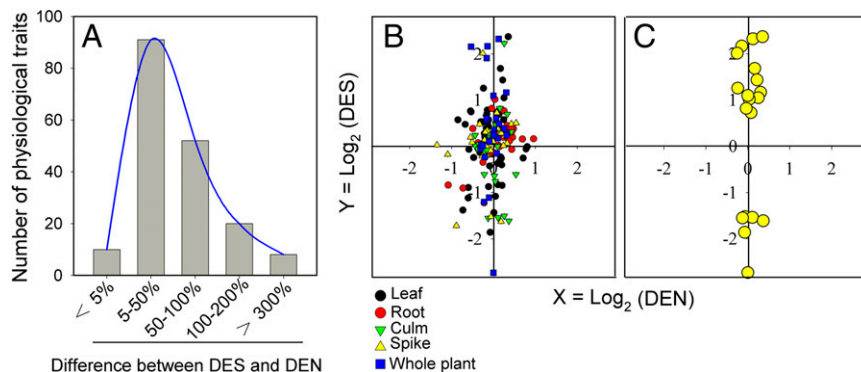 A
Number of physiological traits
100
80
60
40
20
0
< 5%
5-50%
50-100%
100-200%
> 300%
Difference between DES and DEN
B
Y = Log2 (DES)
2
1
0
-1
-2
-2 -1 0 1 2
C
2
1
0
-1
-2
-2 -1 0 1 2
X = Log2 (DEN)
Leaf
Root
Culm
Spike
Whole plant